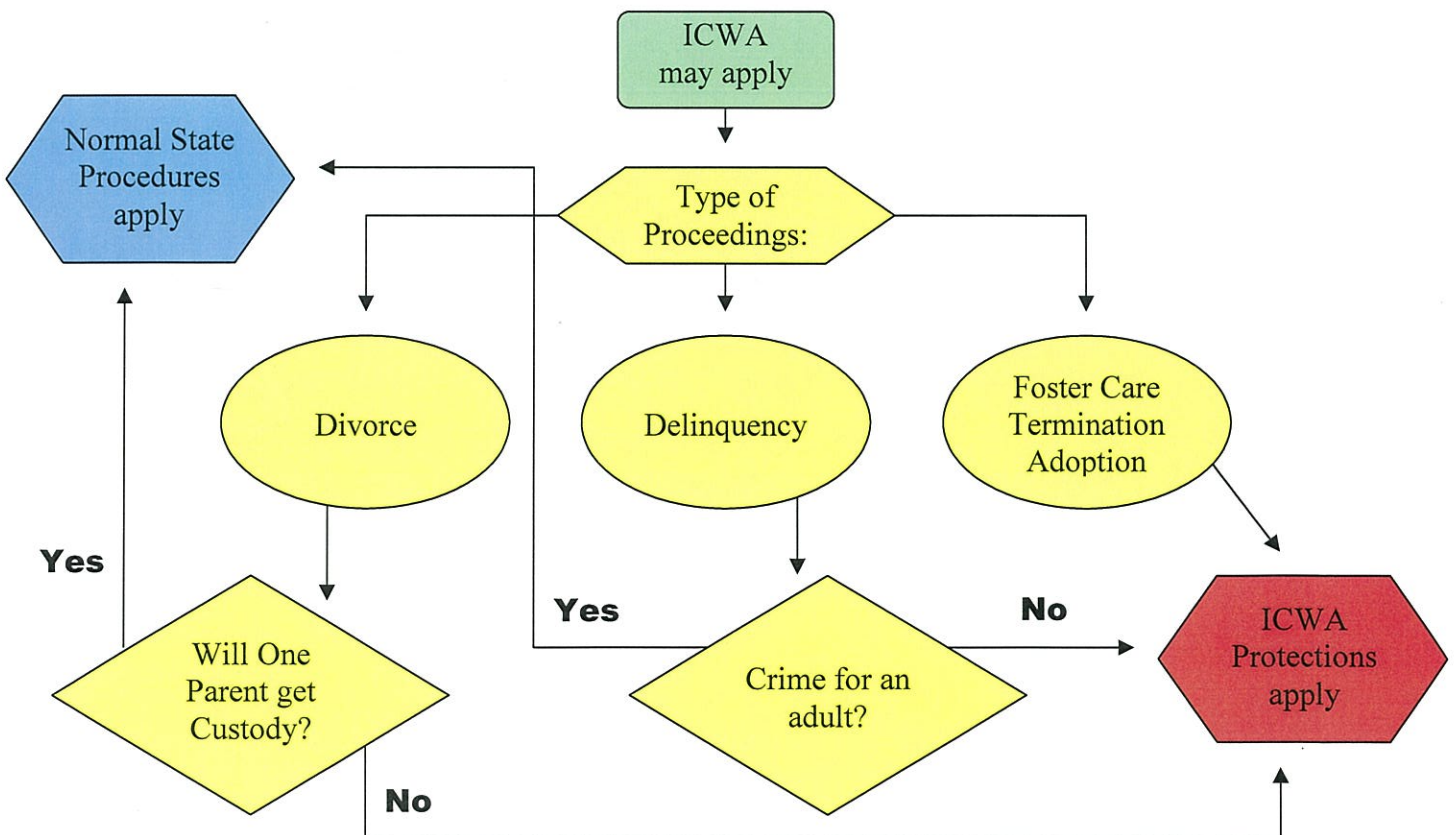 ICWA
may apply
Normal State
Procedures
apply
Type of
Proceedings:
Divorce
Delinquency
Foster Care
Termination
Adoption
Yes
Will One
Parent get
Custody?
No
Yes
Crime for an
adult?
No
ICWA
Protections
apply